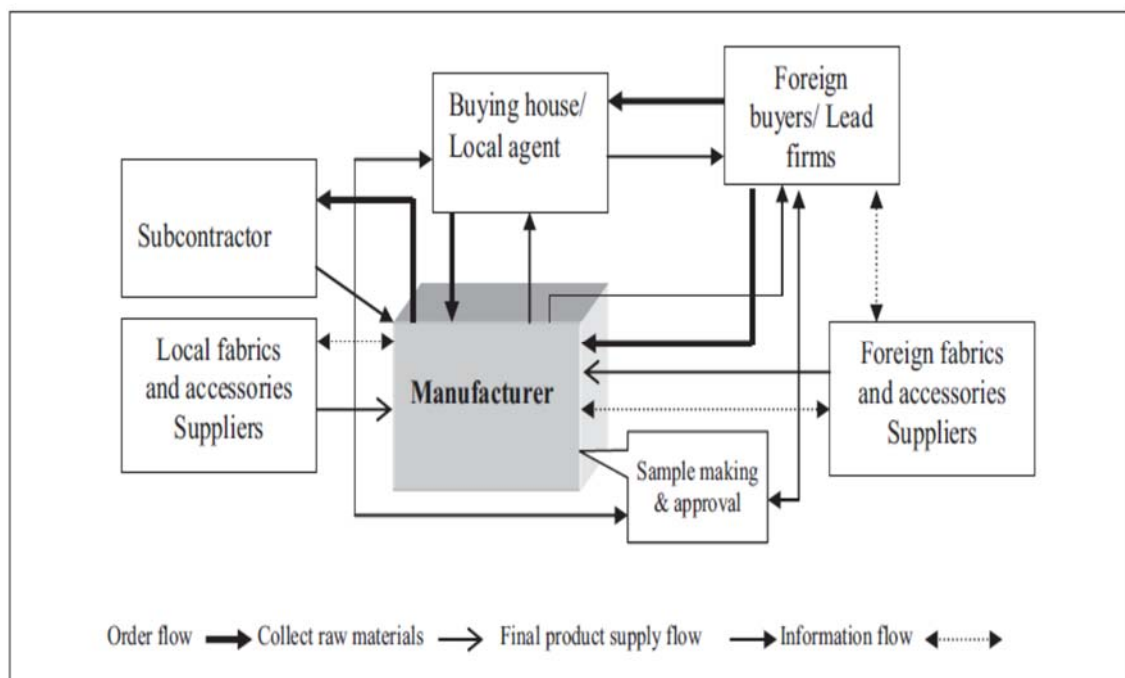 Foreign
buyers/ Lead
firms
Buying house/
Local agent
Subcontractor
Local fabrics
and accessories
Suppliers
Manufacturer
Foreign fabrics
and accessories
Suppliers
Sample making
& approval
Order flow Collect raw materials Final product supply flow Information flow